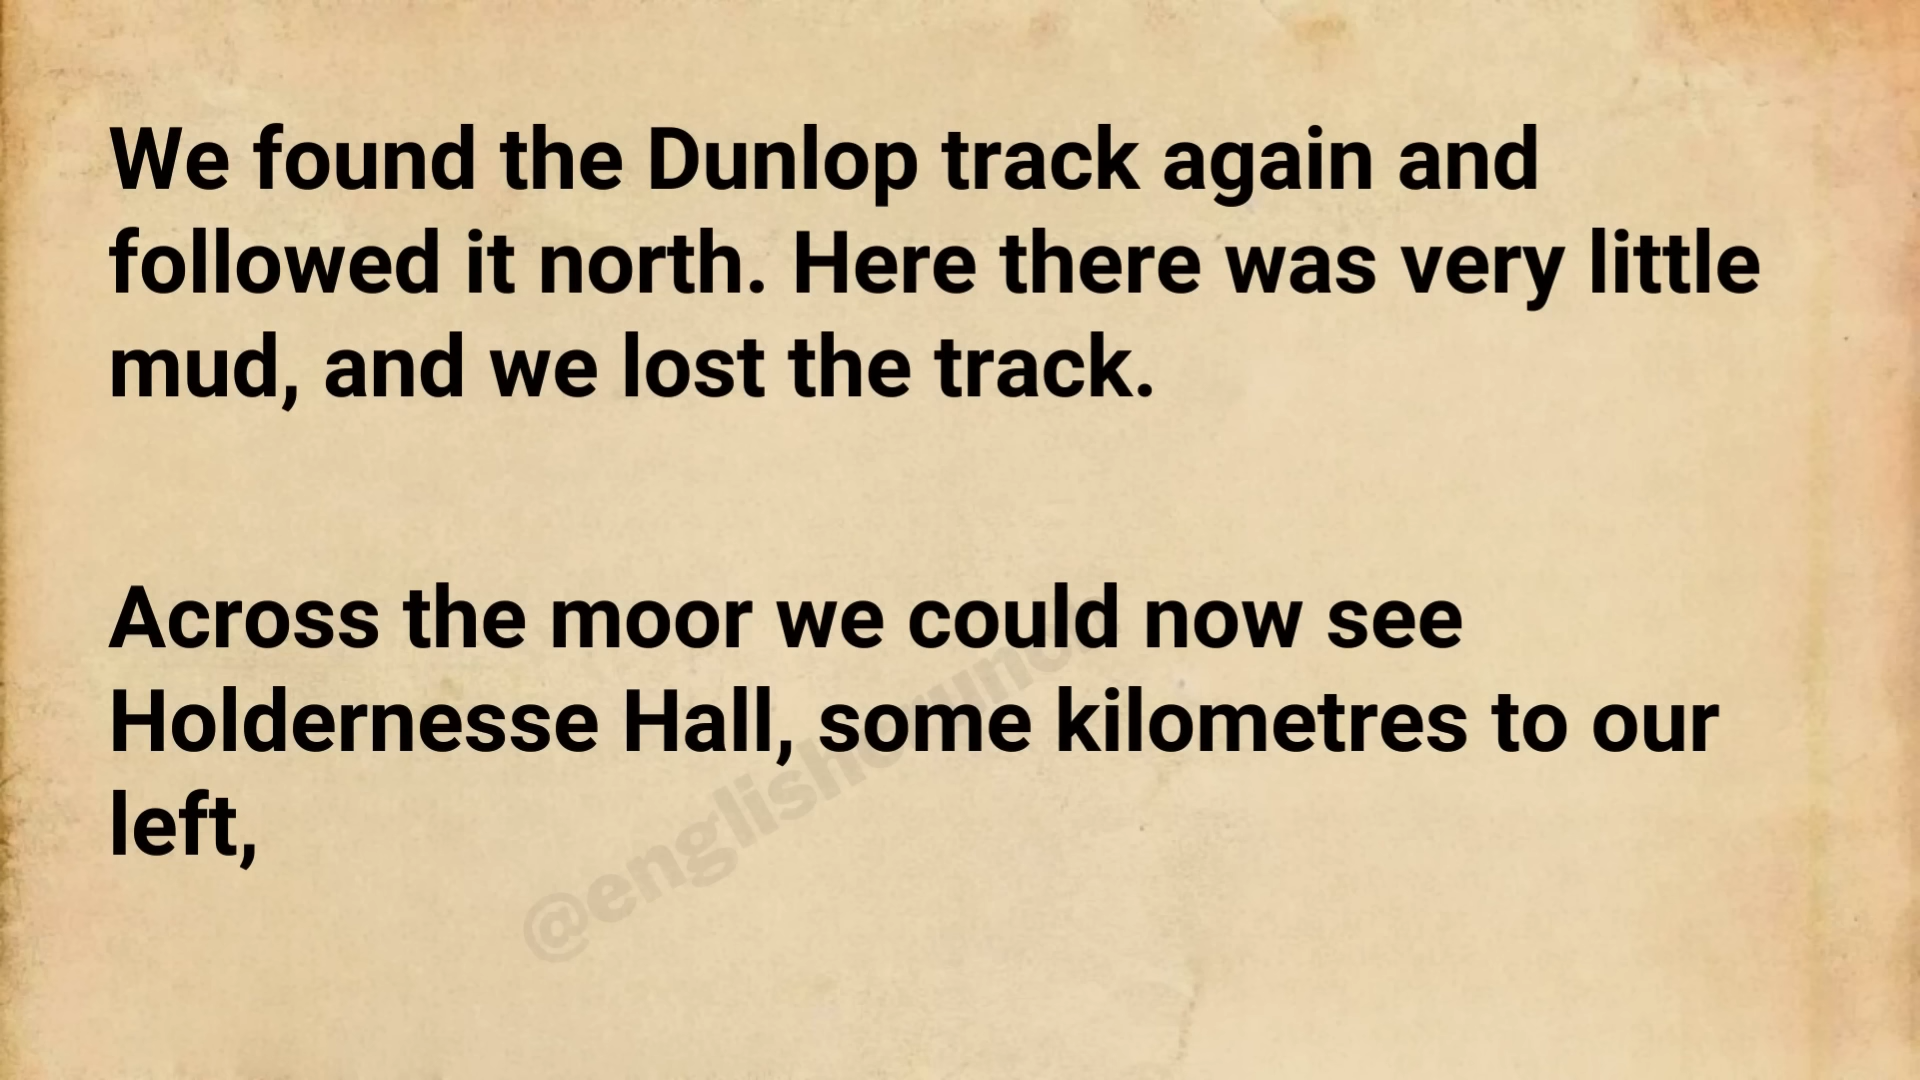 We found the Dunlop track again and
followed it north. Here there was very little
mud, and we lost the track.
Across the moor we could now see
Holdernesse Hall, some kilometres to our
left,